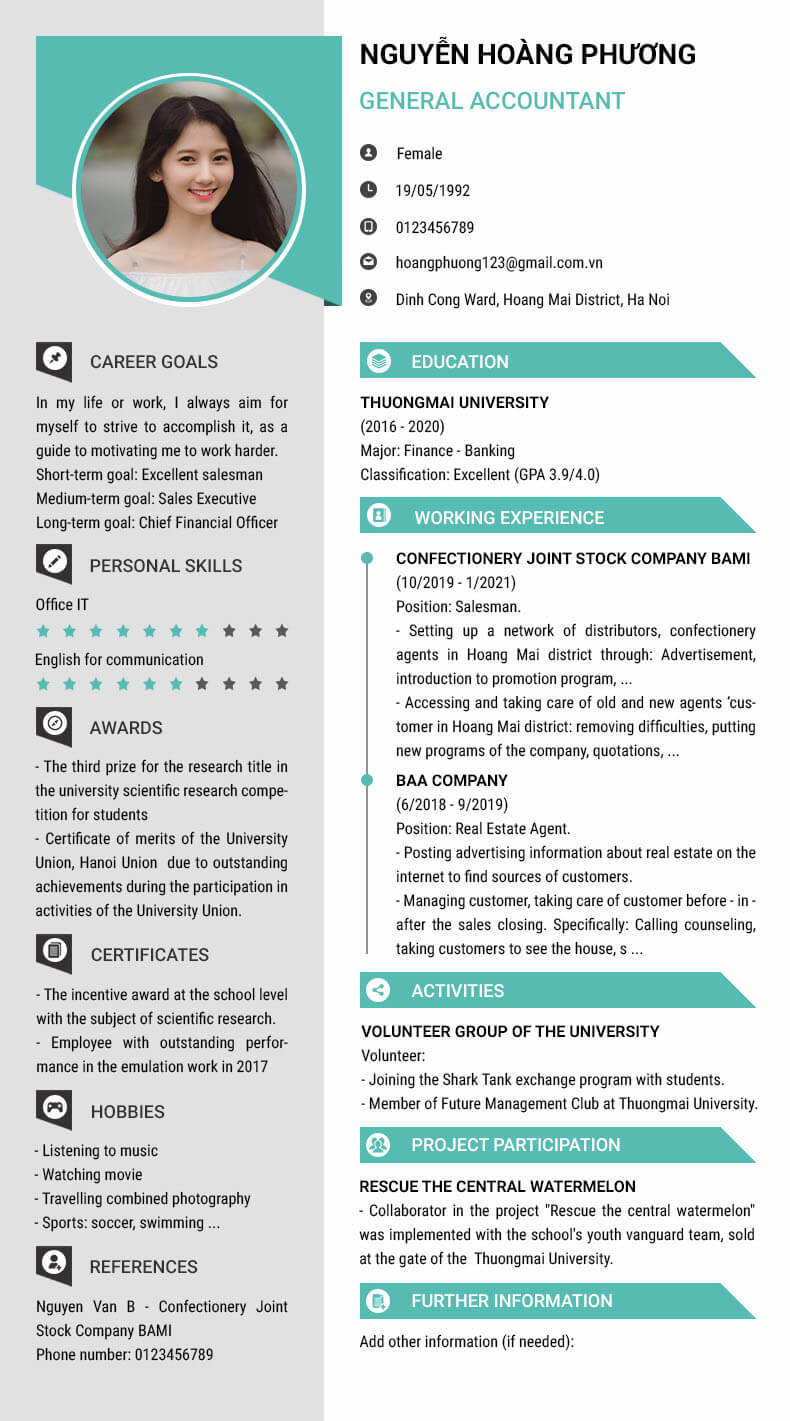 NGUYỄN HOÀNG PHƯƠNG
GENERAL ACCOUNTANT
Female
19/05/1992
0123456789
hoangphuong123@gmail.com.vn
Dinh Cong Ward, Hoang Mai District, Ha Noi
CAREER GOALS
In my life or work, I always aim for
myself to strive to accomplish it, as a
guide to motivating me to work harder.
Short-term goal: Excellent salesman
Medium-term goal: Sales Executive
Long-term goal: Chief Financial Officer
PERSONAL SKILLS
Office IT
English for communication
AWARDS
- The third prize for the research title in
the university scientific research compe-
tition for students
- Certificate of merits of the University
Union, Hanoi Union due to outstanding
achievements during the participation in
activities of the University Union.
CERTIFICATES
- The incentive award at the school level
with the subject of scientific research.
- Employee with outstanding perfor-
mance in the emulation work in 2017
HOBBIES
- Listening to music
- Watching movie
- Travelling combined photography
- Sports: soccer, swimming ...
REFERENCES
Nguyen Van B - Confectionery Joint
Stock Company BAMI
Phone number: 0123456789
EDUCATION
THUONGMAI UNIVERSITY
(2016 - 2020)
Major: Finance - Banking
Classification: Excellent (GPA 3.9/4.0)
WORKING EXPERIENCE
CONFECTIONERY JOINT STOCK COMPANY BAMI
(10/2019 - 1/2021)
Position: Salesman.
- Setting up a network of distributors, confectionery
agents in Hoang Mai district through: Advertisement,
introduction to promotion program, ...
- Accessing and taking care of old and new agents ‘cus-
tomer in Hoang Mai district: removing difficulties, putting
new programs of the company, quotations, ...
BAA COMPANY
(6/2018 - 9/2019)
Position: Real Estate Agent.
- Posting advertising information about real estate on the
internet to find sources of customers.
- Managing customer, taking care of customer before - in -
after the sales closing. Specifically: Calling counseling,
taking customers to see the house, s ...
ACTIVITIES
VOLUNTEER GROUP OF THE UNIVERSITY
Volunteer:
- Joining the Shark Tank exchange program with students.
- Member of Future Management Club at Thuongmai University.
PROJECT PARTICIPATION
RESCUE THE CENTRAL WATERMELON
- Collaborator in the project "Rescue the central watermelon"
was implemented with the school's youth vanguard team, sold
at the gate of the Thuongmai University.
FURTHER INFORMATION
Add other information (if needed):